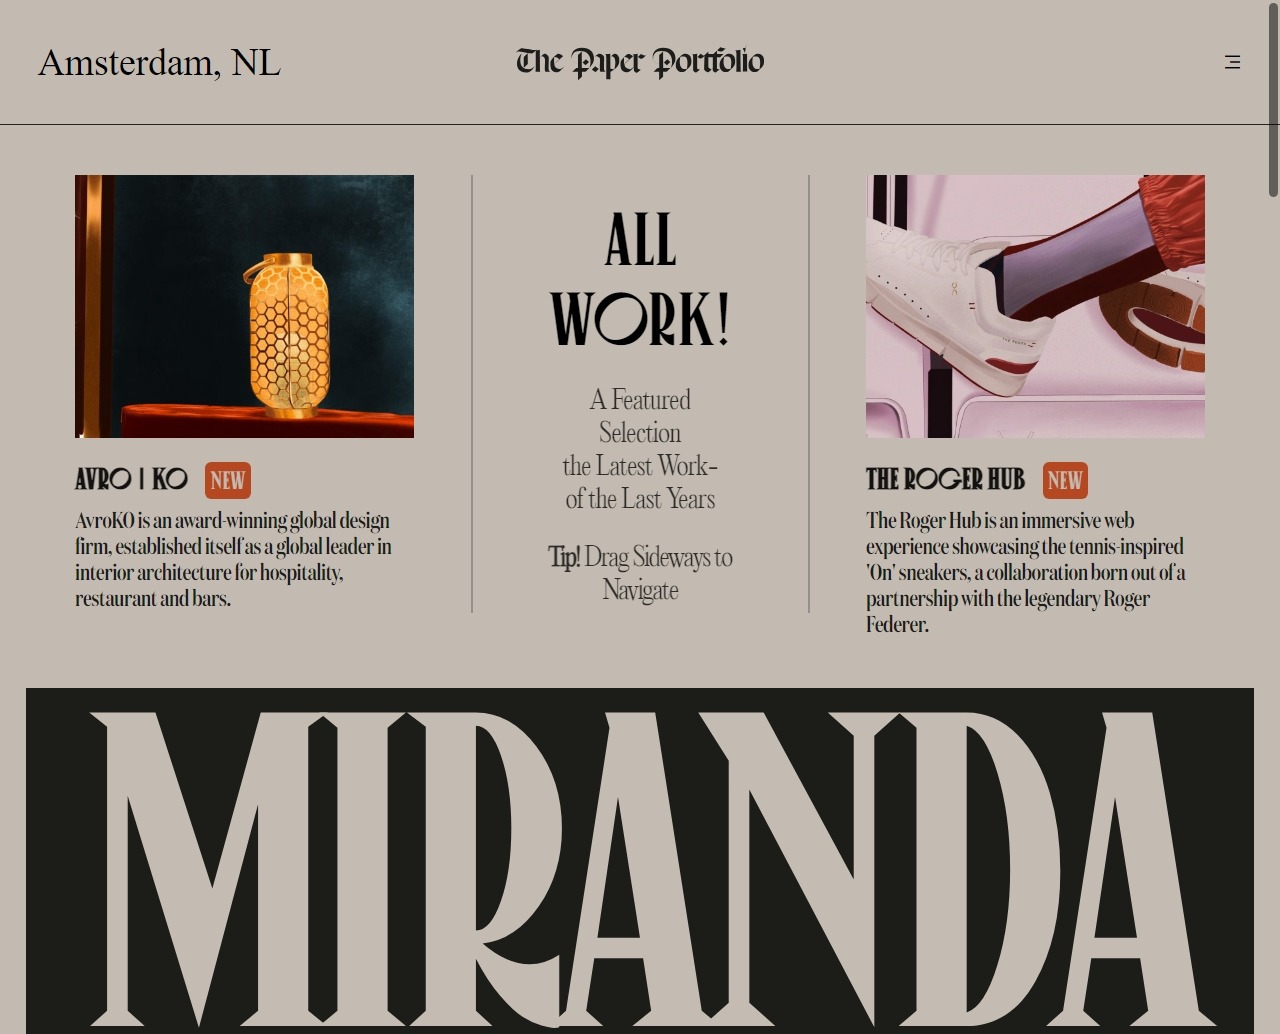 Amsterdam, NL
The Paper Portfolio
ALL
WORK!
A Featured
Selection
the Latest Work-
of the Last Years
Tip! Drag Sideways to
Navigate
AVRO | KO NEW
AvroKO is an award-winning global design
firm, established itself as a global leader in
interior architecture for hospitality,
restaurant and bars.
THE ROGER HUB NEW
The Roger Hub is an immersive web
experience showcasing the tennis-inspired
'On' sneakers, a collaboration born out of a
partnership with the legendary Roger
Federer.
MIRANDA